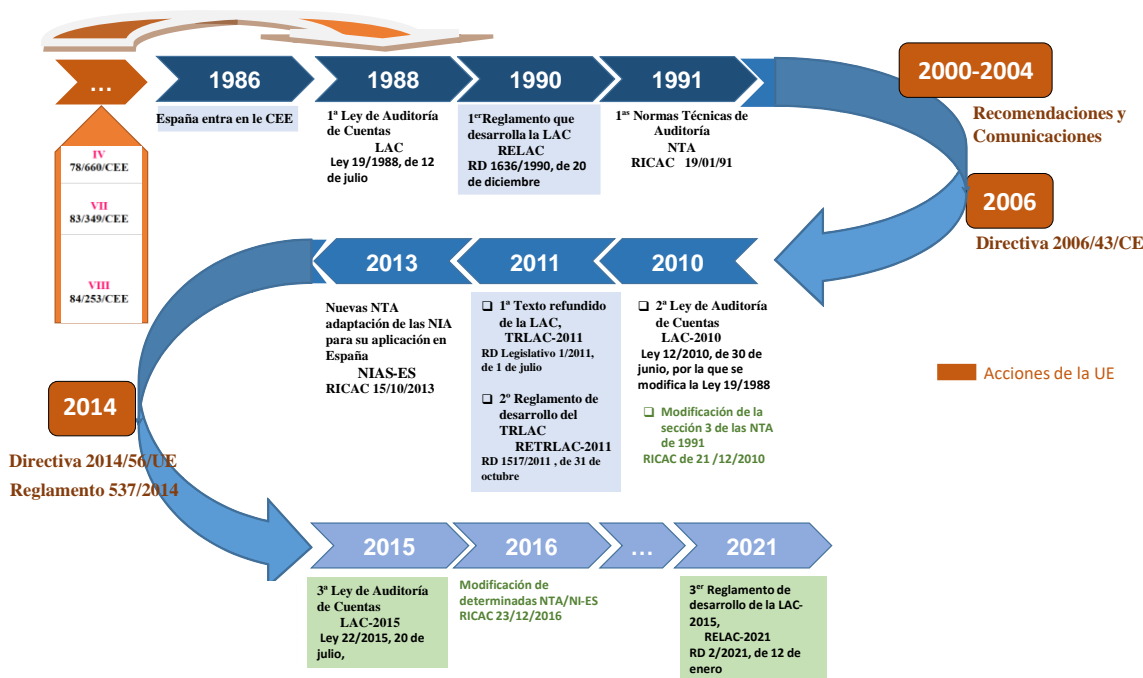 ...
1986
1988
1990
1991
2000-2004
Recomendaciones y
Comunicaciones
IV
78/660/CEE
VII
83/349/CEE
VIII
84/253/CEE
España entra en le CEE
1ª Ley de Auditoría
de Cuentas
LAC
Ley 19/1988, de 12
de julio
1er Reglamento que
desarrolla la LAC
RELAC
RD 1636/1990, de 20
de diciembre
1as Normas Técnicas de
Auditoría
NTA
RICAC 19/01/91
2006
Directiva 2006/43/CE
2013
2011
2010
Nuevas NTA
adaptación de las NIA
para su aplicación en
España
NIAS-ES
RICAC 15/10/2013
❑ 1ª Texto refundido
de la LAC,
TRLAC-2011
RD Legislativo 1/2011,
de 1 de julio
❑ 2º Reglamento de
desarrollo del
TRLAC
RETRLAC-2011
RD 1517/2011 , de 31 de
octubre
❑ 2ª Ley de Auditoría
de Cuentas
LAC-2010
Ley 12/2010, de 30 de
junio, por la que se
modifica la Ley 19/1988
❑ Modificación de la
sección 3 de las NTA
de 1991
RICAC de 21 /12/2010
Acciones de la UE
2014
Directiva 2014/56/UE
Reglamento 537/2014
2015
2016
...
2021
3ª Ley de Auditoría
de Cuentas
LAC-2015
Ley 22/2015, 20 de
julio,
Modificación de
determinadas NTA/NI-ES
RICAC 23/12/2016
3er Reglamento de
desarrollo de la LAC-
2015,
RELAC-2021
RD 2/2021, de 12 de
enero